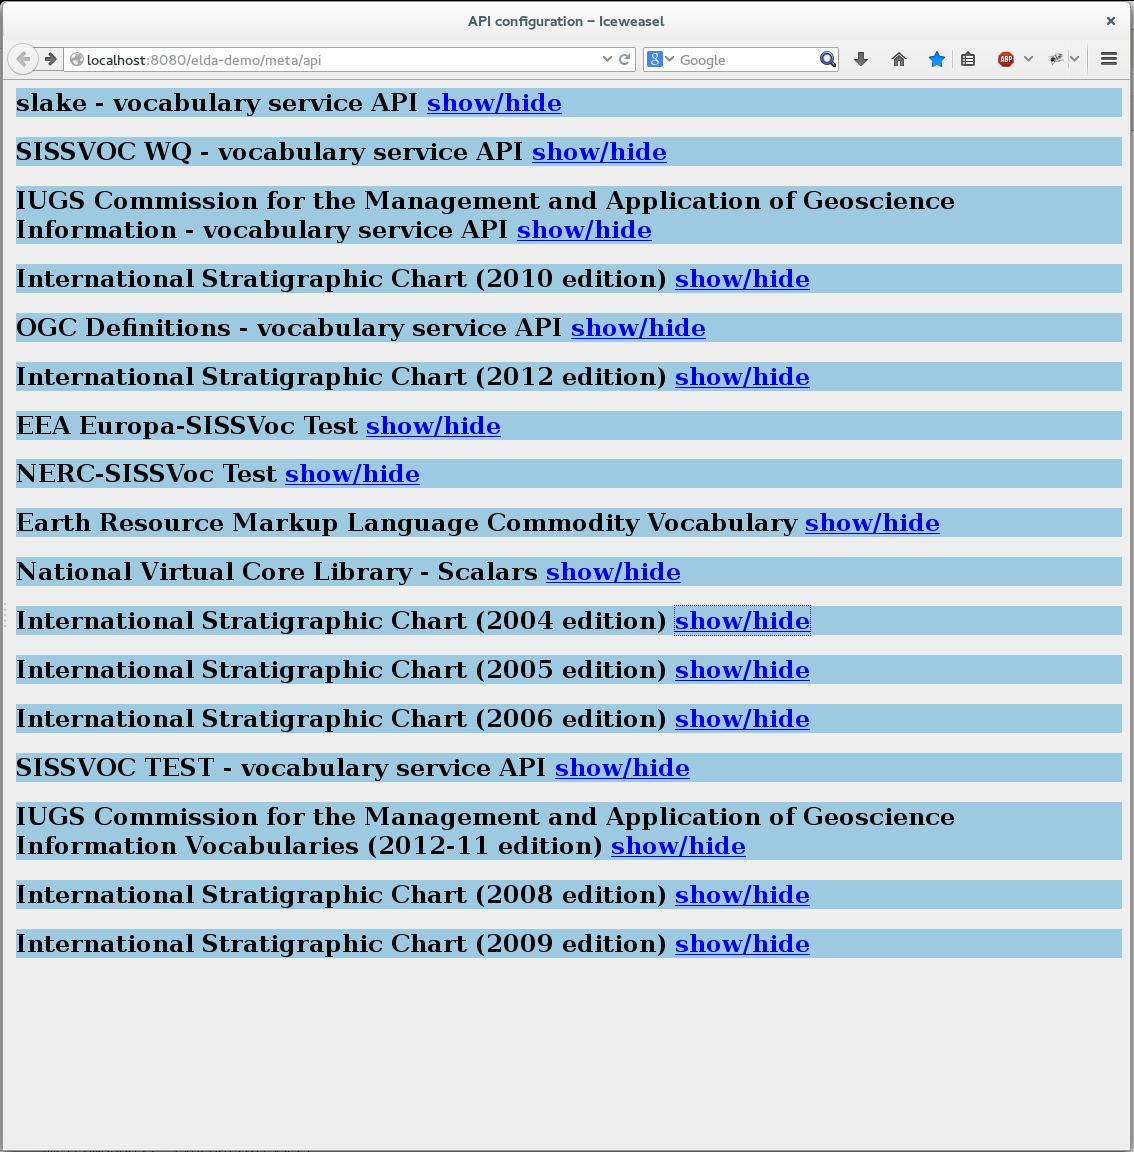 API configuration – Iceweasel
localhost:8080/elda-demo/meta/api
8 Google
ABP
slake - vocabulary service API show/hide
SISSVOC WQ - vocabulary service API show/hide
IUGS Commission for the Management and Application of Geoscience
Information - vocabulary service API show/hide
International Stratigraphic Chart (2010 edition) show/hide
OGC Definitions - vocabulary service API show/hide
International Stratigraphic Chart (2012 edition) show/hide
EEA Europa-SISSVoc Test show/hide
NERC-SISSVoc Test show/hide
Earth Resource Markup Language Commodity Vocabulary show/hide
National Virtual Core Library - Scalars show/hide
International Stratigraphic Chart (2004 edition) show/hide
International Stratigraphic Chart (2005 edition) show/hide
International Stratigraphic Chart (2006 edition) show/hide
SISSVOC TEST - vocabulary service API show/hide
IUGS Commission for the Management and Application of Geoscience
Information Vocabularies (2012-11 edition) show/hide
International Stratigraphic Chart (2008 edition) show/hide
International Stratigraphic Chart (2009 edition) show/hide